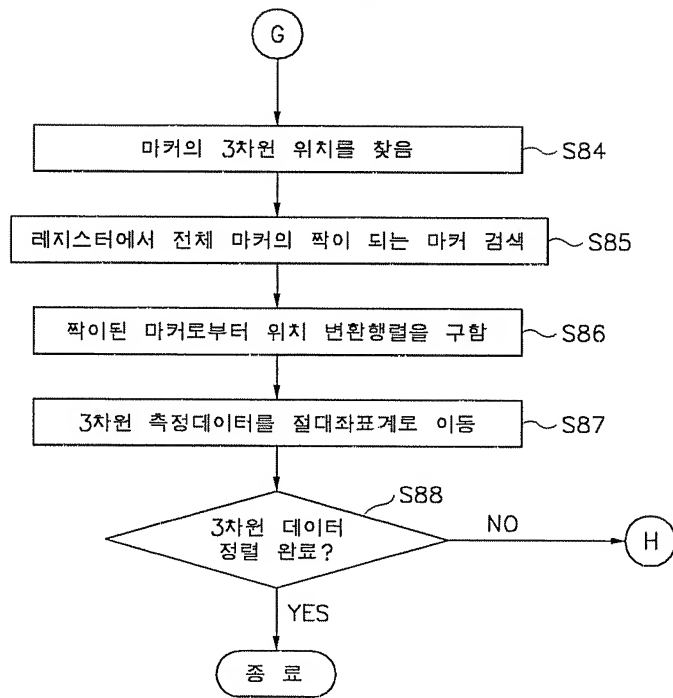 G
마커의 3차원 위치를 찾음
S84
레지스터에서 전체 마커의 짝이 되는 마커 검색
S85
짝이된 마커로부터 위치 변환행렬을 구함
S86
3차원 측정데이터를 절대좌표계로 이동
S87
S88
3차원 데이터
정렬 완료?
NO
H
YES
종 료